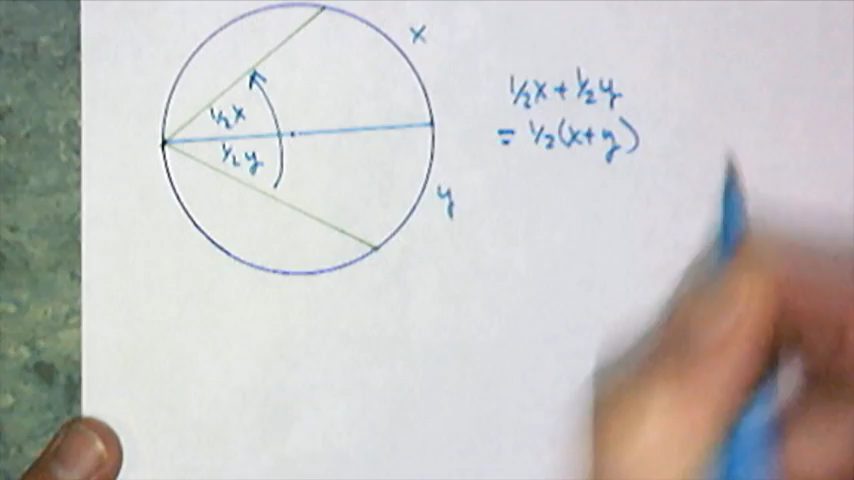 x
½x
½y
y
½x + ½y
= ½(x+y)